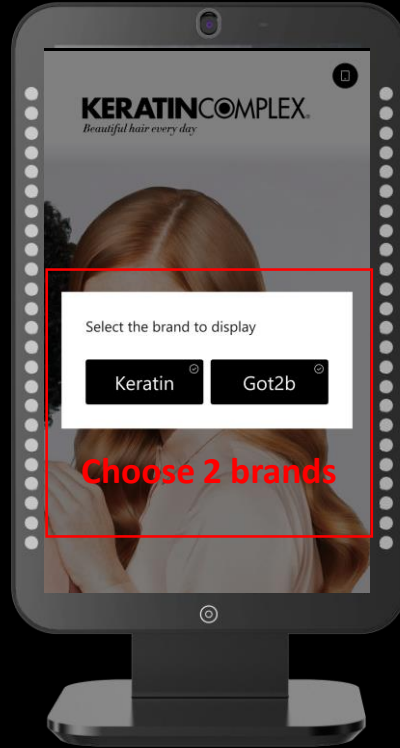 KERATINCOMPLEX®
Beautiful hair every day
Select the brand to display
Keratin
Got2b
Choose 2 brands